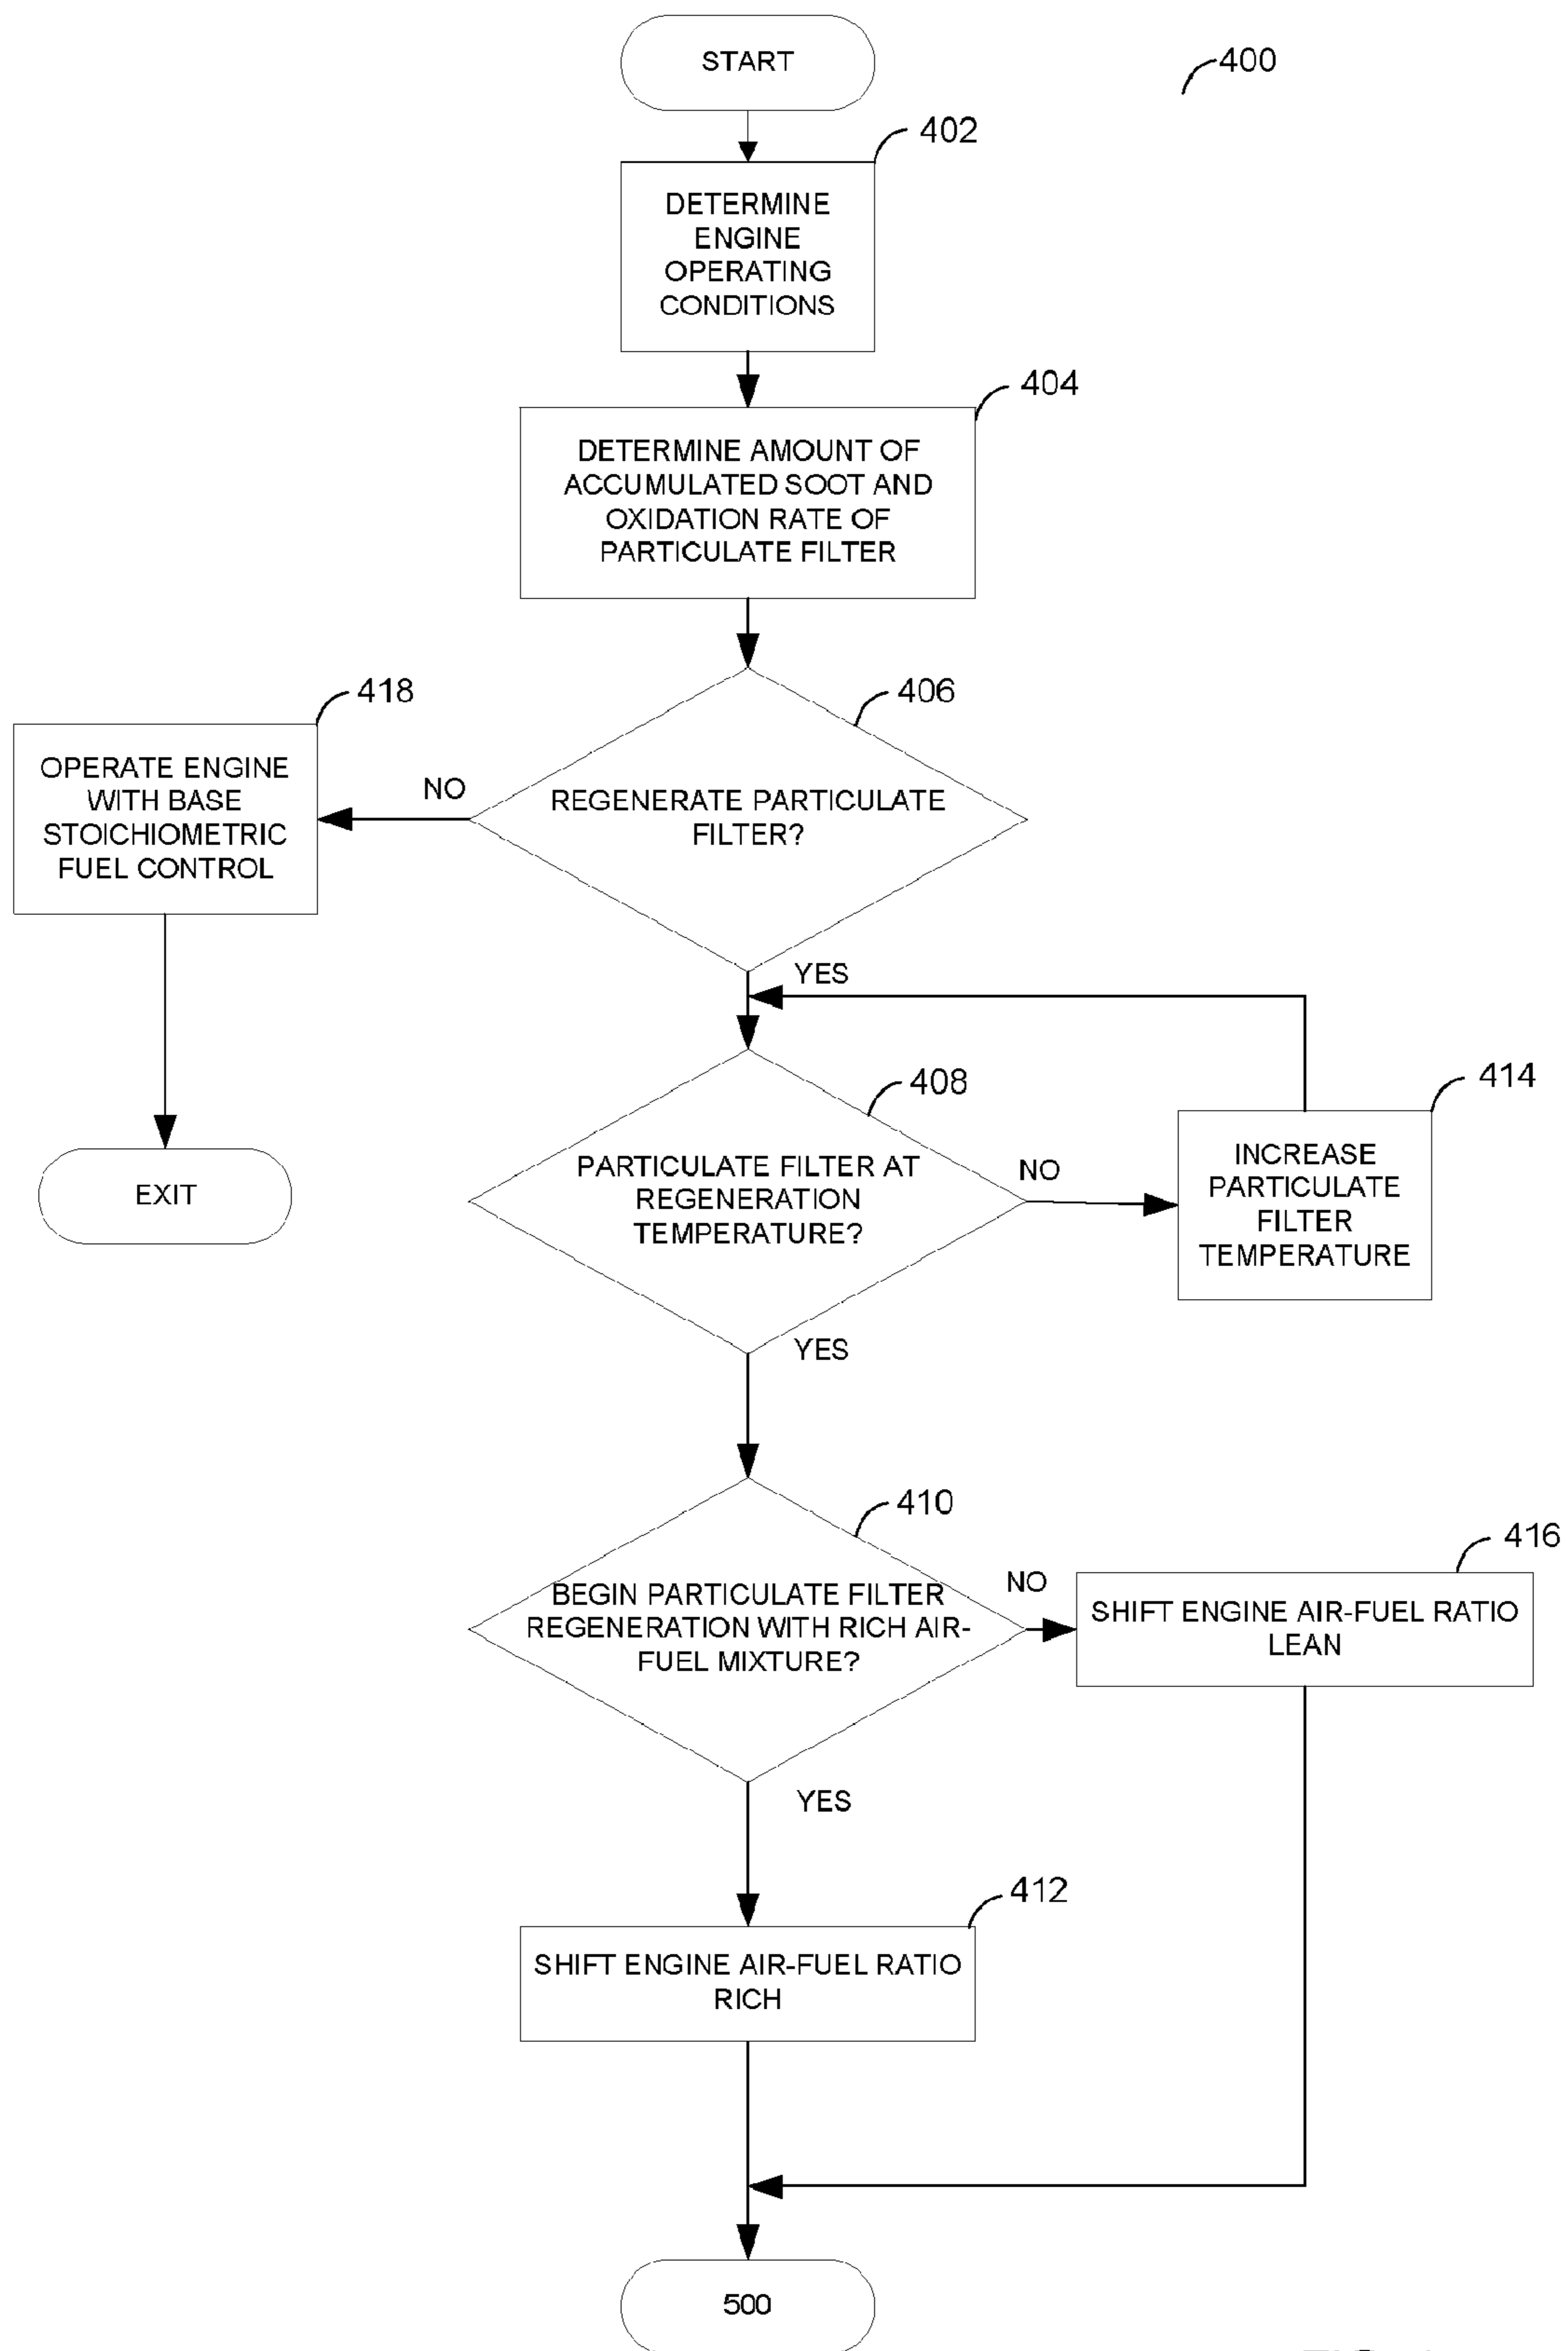 START
400
402
DETERMINE
ENGINE
OPERATING
CONDITIONS
404
DETERMINE AMOUNT OF
ACCUMULATED SOOT AND
OXIDATION RATE OF
PARTICULATE FILTER
406
418
OPERATE ENGINE
WITH BASE
STOICHIOMETRIC
FUEL CONTROL
NO
REGENERATE PARTICULATE
FILTER?
YES
408
414
PARTICULATE FILTER AT
REGENERATION
TEMPERATURE?
NO
INCREASE
PARTICULATE
FILTER
TEMPERATURE
EXIT
YES
410
416
BEGIN PARTICULATE FILTER
REGENERATION WITH RICH AIR-
FUEL MIXTURE?
NO
SHIFT ENGINE AIR-FUEL RATIO
LEAN
YES
412
SHIFT ENGINE AIR-FUEL RATIO
RICH
500